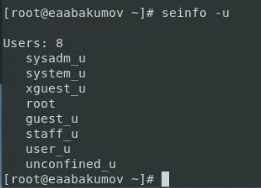 [root@eaabakumov ~]# seinfo -u
Users: 8
sysadm_u
system_u
xguest_u
root
guest_u
staff_u
user_u
unconfined_u
[root@eaabakumov ~]#